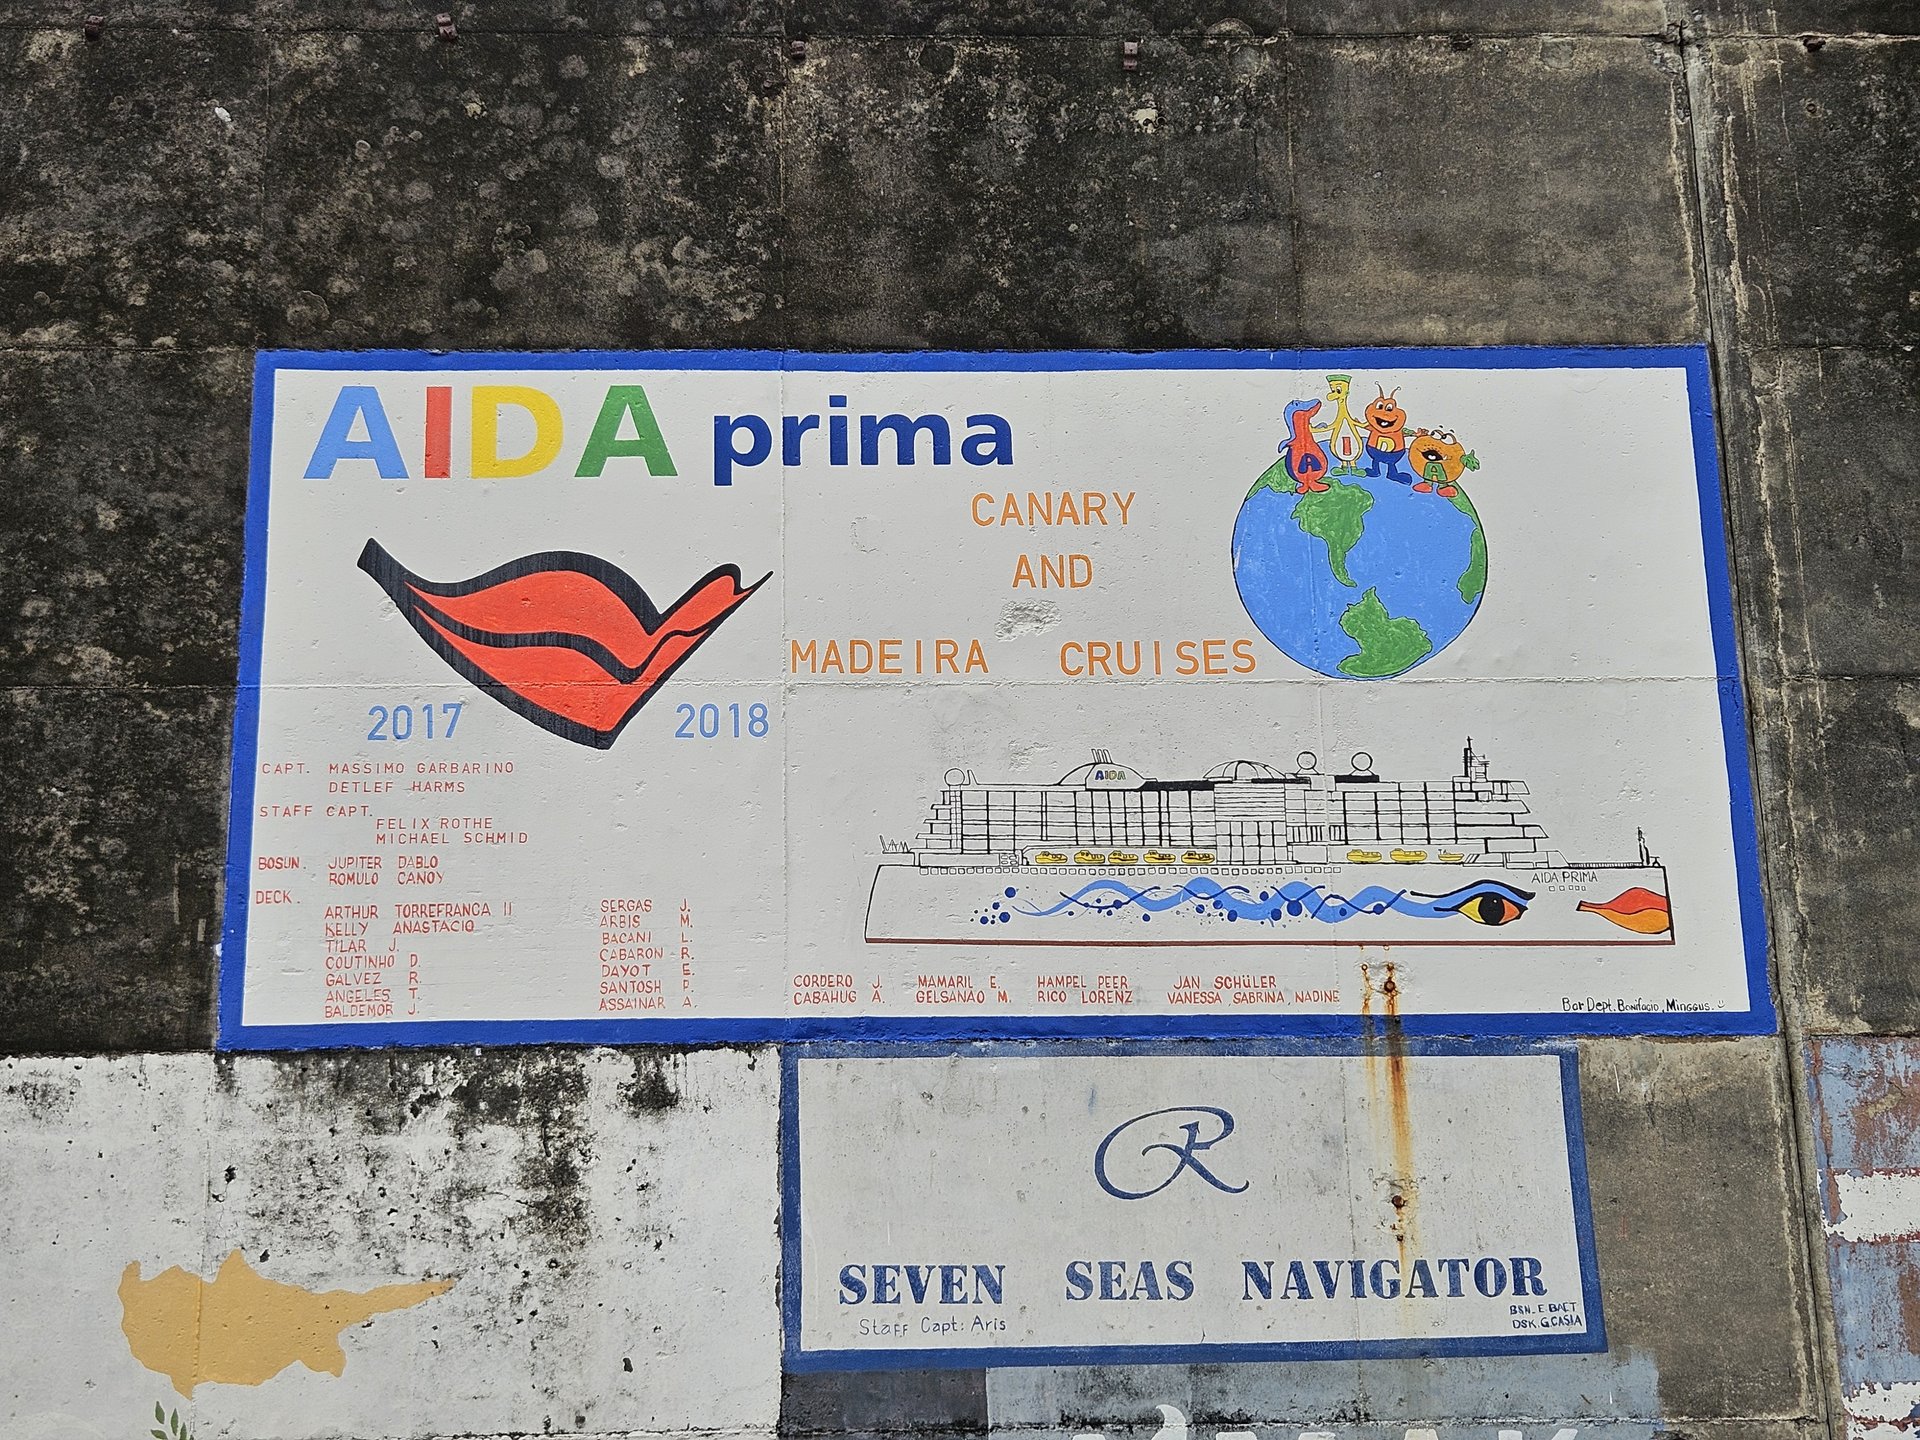 AIDA prima
CANARY
AND
MADEIRA CRUISES
A I D A
2017 2018
CAPT. MASSIMO GARBARINO
DETLEF HARMS
STAFF CAPT.
FELIX ROTHE
MICHAEL SCHMID
BOSUN. JUPITER DABLO
ROMULO CANOY
DECK.
ARTHUR TORREFRANCA II
KELLY ANASTACIO
TILAR J.
COUTINHO D.
GALVEZ R.
ANGELES T.
BALDEMOR J.
SERGAS J.
ARBIS M.
BACANI L.
CABARON R.
DAYOT E.
SANTOSH P.
ASSAINAR A.
AIDA
AIDA PRIMA
CORDERO J. MAMARIL E. HAMPEL PEER JAN SCHÜLER
CABAHUG A. GELSANAO M. RICO LORENZ VANESSA, SABRINA, NADINE
Bar Dept. Bonifacio, Minggus.
R
SEVEN SEAS NAVIGATOR
Staff Capt: Aris
BSN. E BAET
DSK. G CASIA